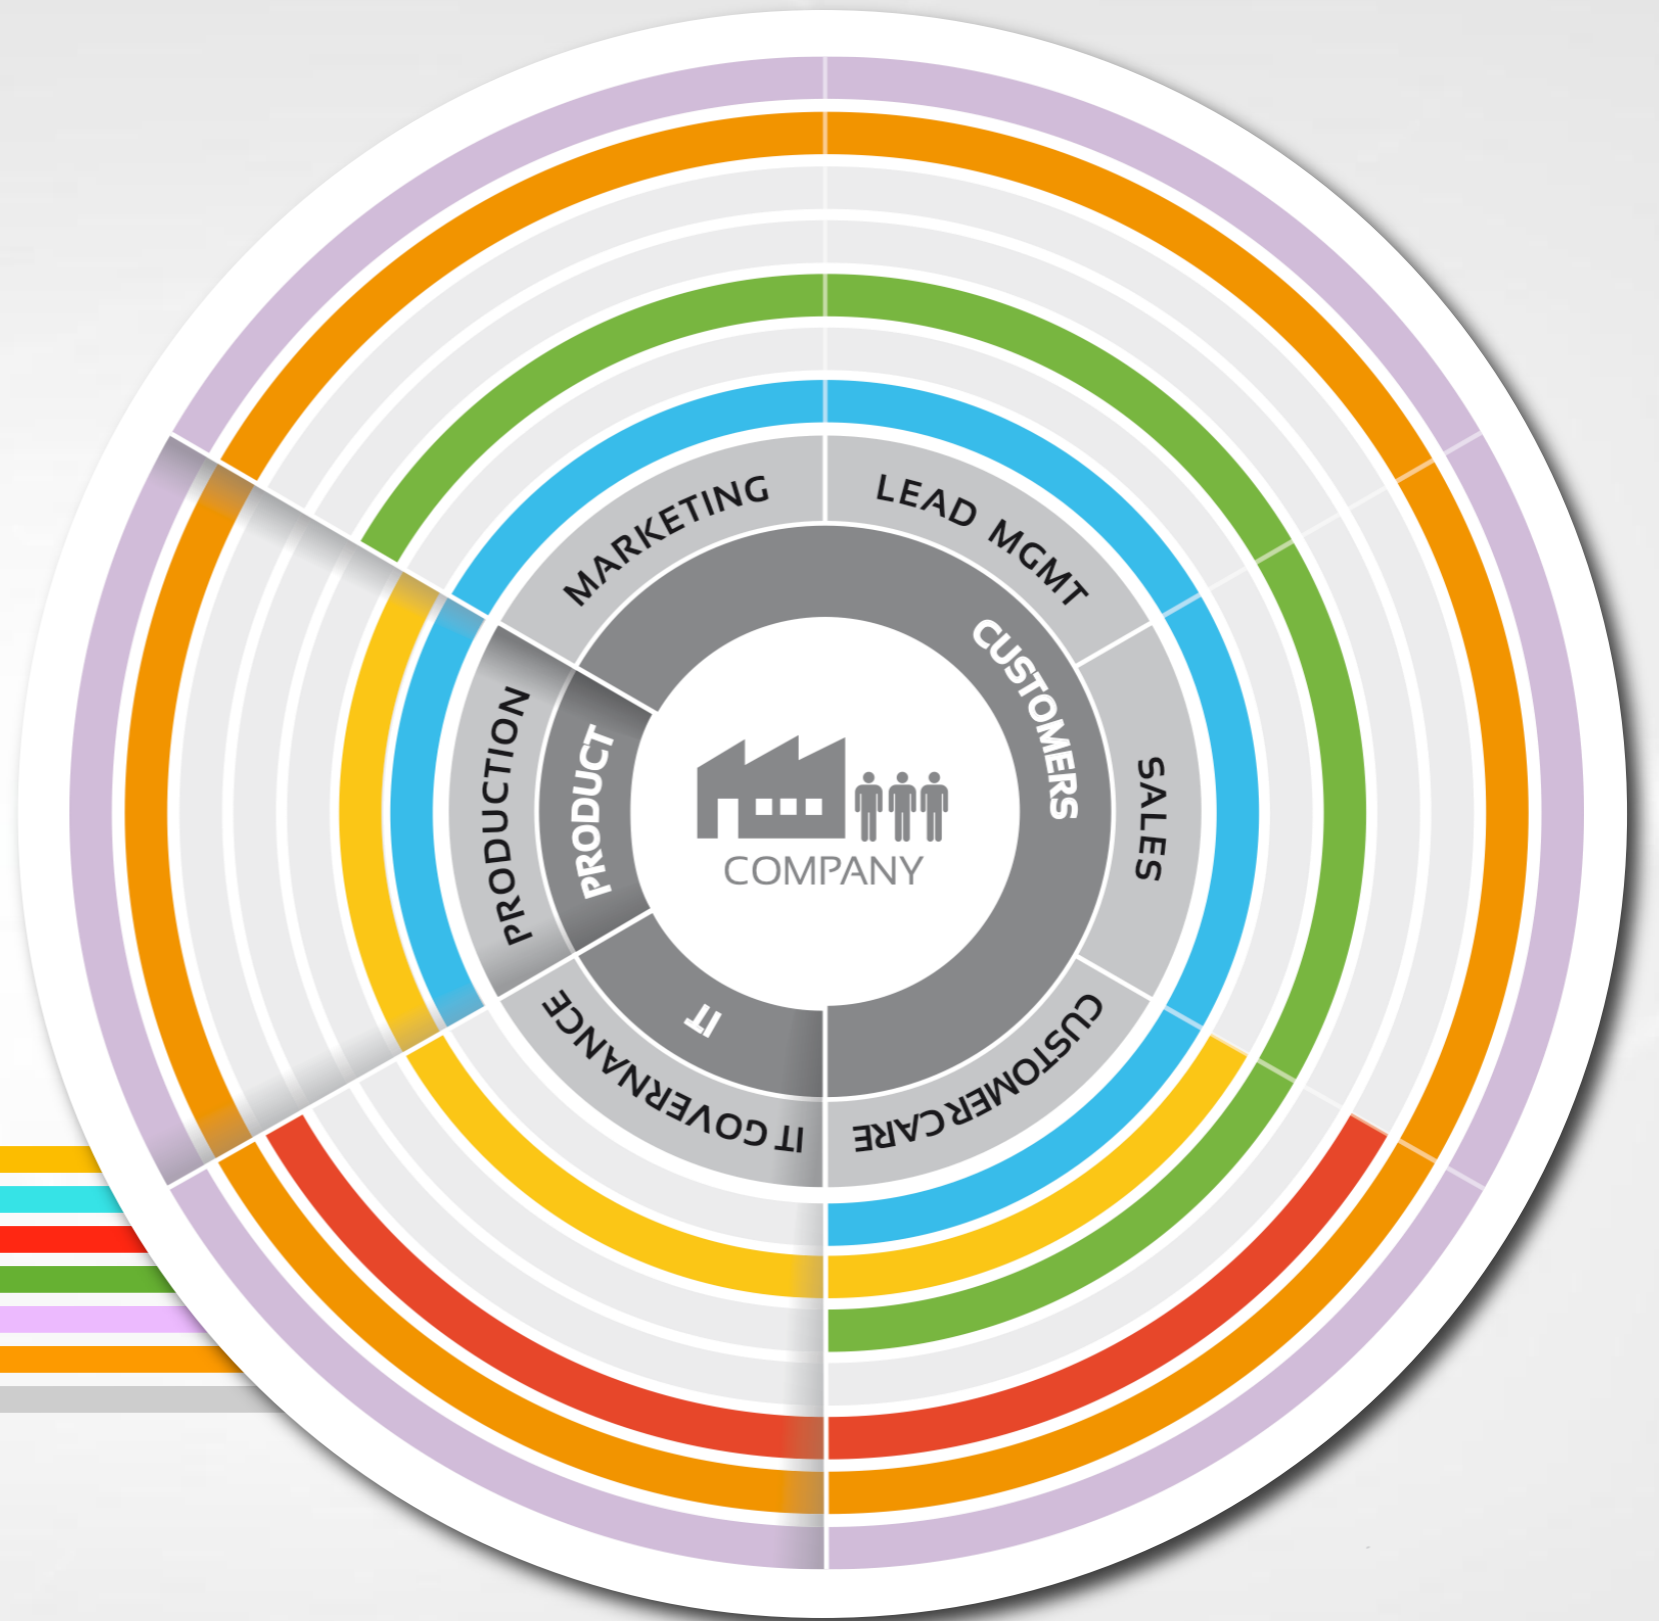 MARKETING
LEAD MGMT
SALES
CUSTOMER CARE
IT GOVERNANCE
PRODUCTION
CUSTOMERS
PRODUCT
IT
COMPANY